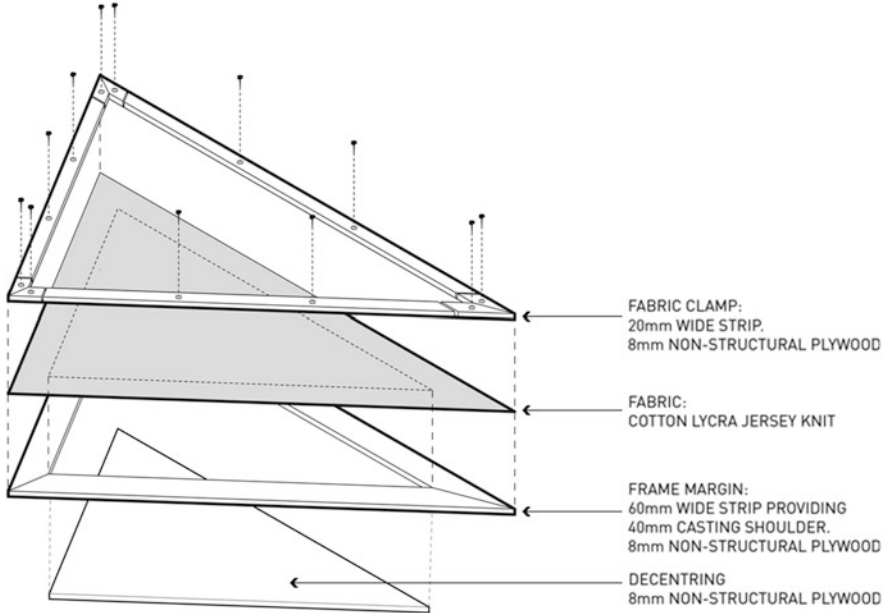 FABRIC CLAMP:
20mm WIDE STRIP.
8mm NON-STRUCTURAL PLYWOOD
FABRIC:
COTTON LYCRA JERSEY KNIT
FRAME MARGIN:
60mm WIDE STRIP PROVIDING
40mm CASTING SHOULDER.
8mm NON-STRUCTURAL PLYWOOD
DECENTRING
8mm NON-STRUCTURAL PLYWOOD